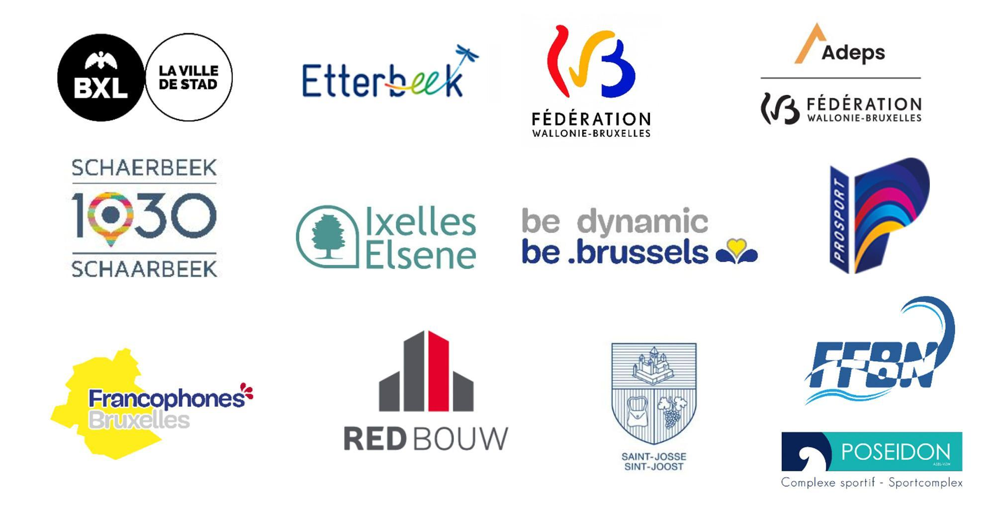 BXL
LA VILLE
DE STAD
Etterbeek
FÉDÉRATION
WALLONIE-BRUXELLES
Adeps
FÉDÉRATION
WALLONIE-BRUXELLES
SCHAERBEEK
1030
SCHAARBEEK
Ixelles
Elsene
be dynamic
be .brussels
PROSPORT
Francophones
Bruxelles
RED BOUW
SAINT-JOSSE
SINT-JOOST
FFBN
POSEIDON
ASBL-VZW
Complexe sportif - Sportcomplex